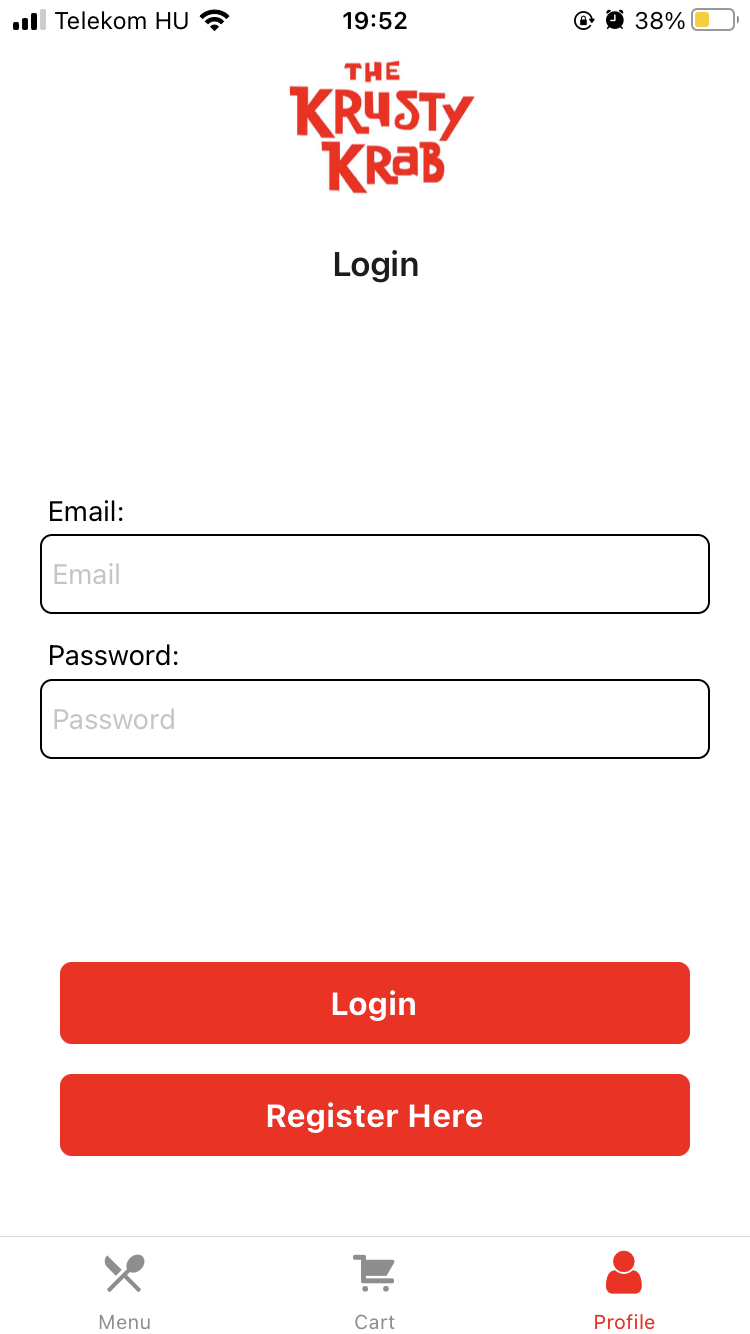 Telekom HU 19:52 38%
THE
KRUSTY
KRAB
Login
Email:
Email
Password:
Password
Login
Register Here
Menu Cart Profile